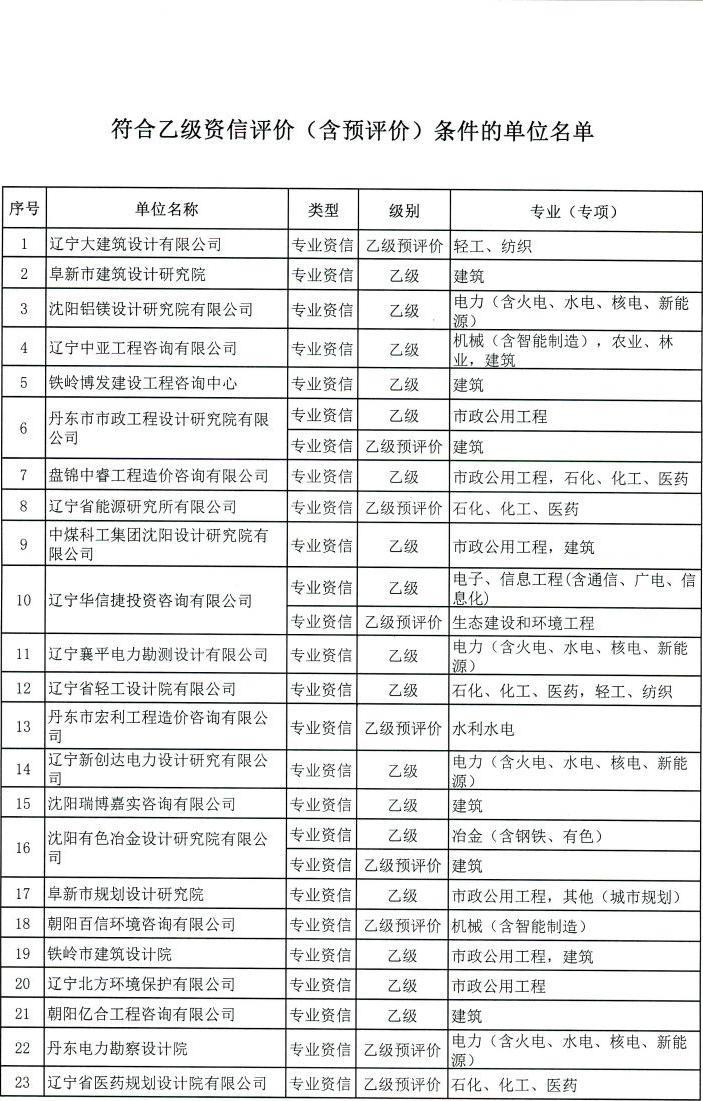 符合乙级资信评价（含预评价）条件的单位名单
序号 单位名称 类型 级别 专业（专项）
1 辽宁大建筑设计有限公司 专业资信 乙级预评价 轻工、纺织
2 阜新市建筑设计研究院 专业资信 乙级 建筑
3 沈阳铝镁设计研究院有限公司 专业资信 乙级 电力（含火电、水电、核电、新能
源）
4 辽宁中亚工程咨询有限公司 专业资信 乙级 机械（含智能制造），农业、林
业，建筑
5 铁岭博发建设工程咨询中心 专业资信 乙级 建筑
6 丹东市市政工程设计研究院有限
公司
专业资信 乙级 市政公用工程
专业资信 乙级预评价 建筑
7 盘锦中睿工程造价咨询有限公司 专业资信 乙级 市政公用工程，石化、化工、医药
8 辽宁省能源研究所有限公司 专业资信 乙级预评价 石化、化工、医药
9 中煤科工集团沈阳设计研究院有
限公司 专业资信 乙级 市政公用工程，建筑
10 辽宁华信捷投资咨询有限公司
专业资信 乙级 电子、信息工程(含通信、广电、信
息化)
专业资信 乙级预评价 生态建设和环境工程
11 辽宁襄平电力勘测设计有限公司 专业资信 乙级 电力（含火电、水电、核电、新能
源）
12 辽宁省轻工设计院有限公司 专业资信 乙级 石化、化工、医药，轻工、纺织
13 丹东市宏利工程造价咨询有限公
司 专业资信 乙级预评价 水利水电
14 辽宁新创达电力设计研究有限公
司 专业资信 乙级 电力（含火电、水电、核电、新能
源）
15 沈阳瑞博嘉实咨询有限公司 专业资信 乙级 建筑
16 沈阳有色冶金设计研究院有限公
司
专业资信 乙级 冶金（含钢铁、有色）
专业资信 乙级预评价 建筑
17 阜新市规划设计研究院 专业资信 乙级 市政公用工程，其他（城市规划）
18 朝阳百信环境咨询有限公司 专业资信 乙级预评价 机械（含智能制造）
19 铁岭市建筑设计院 专业资信 乙级 市政公用工程，建筑
20 辽宁北方环境保护有限公司 专业资信 乙级 市政公用工程
21 朝阳亿合工程咨询有限公司 专业资信 乙级 建筑
22 丹东电力勘察设计院 专业资信 乙级预评价 电力（含火电、水电、核电、新能
源）
23 辽宁省医药规划设计院有限公司 专业资信 乙级预评价 石化、化工、医药